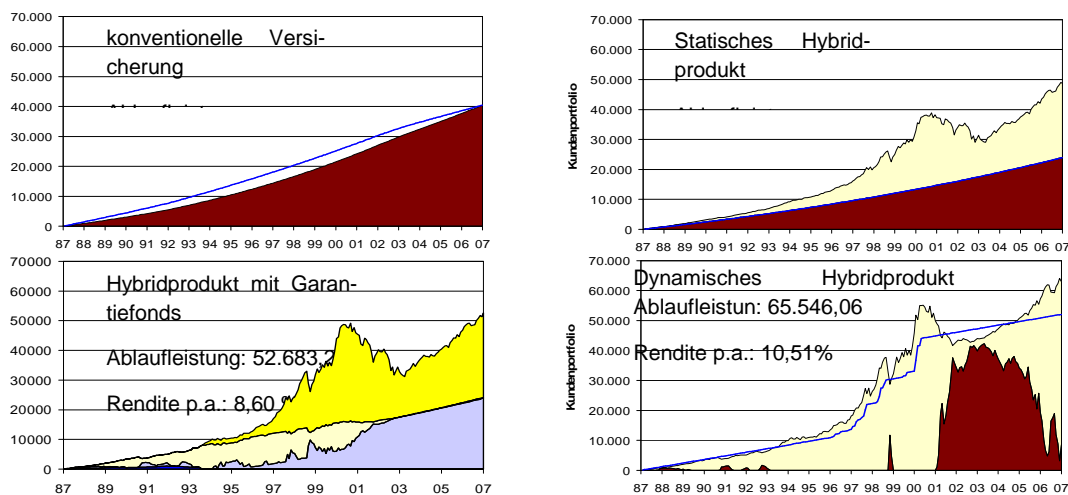 70.000
60.000
50.000
40.000
30.000
20.000
10.000
0
konventionelle Versi-
cherung
87 88 89 90 91 92 93 94 95 96 97 98 99 00 01 02 03 04 05 06 07
Kundenportfolio
70.000
60.000
50.000
40.000
30.000
20.000
10.000
0
Statisches Hybrid-
produkt
87 88 89 90 91 92 93 94 95 96 97 98 99 00 01 02 03 04 05 06 07
70000
60000
50000
40000
30000
20000
10000
0
Hybridprodukt mit Garan-
tiefonds
Ablaufleistung: 52.683,2
Rendite p.a.: 8,60
87 89 91 93 95 97 99 01 03 05 07
Kundenportfolio
70.000
60.000
50.000
40.000
30.000
20.000
10.000
0
Dynamisches Hybridprodukt
Ablaufleistun: 65.546,06
Rendite p.a.: 10,51%
87 88 89 90 91 92 93 94 95 96 97 98 99 00 01 02 03 04 05 06 07